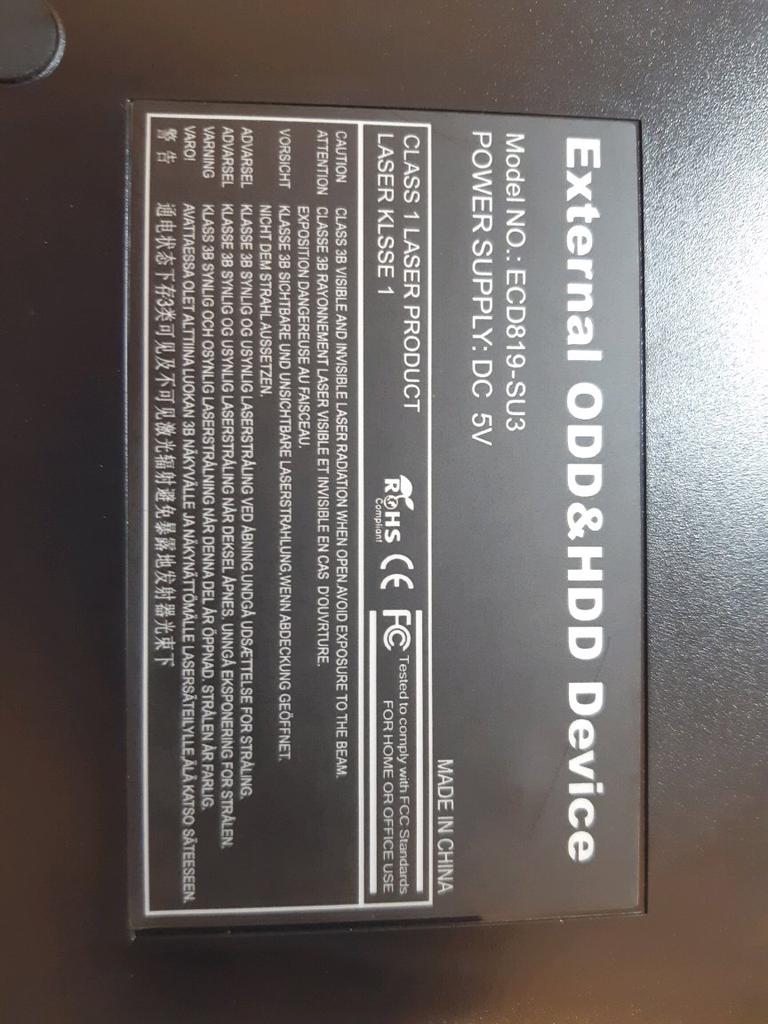 External ODD&HDD Device
Model NO.: ECD819-SU3
POWER SUPPLY: DC 5V
MADE IN CHINA
CLASS 1 LASER PRODUCT
LASER KLSSE 1
RoHS
Compliant
CE
FC
Tested to comply with FCC Standards
FOR HOME OR OFFICE USE
CAUTION CLASS 3B VISIBLE AND INVISIBLE LASER RADIATION WHEN OPEN,AVOID EXPOSURE TO THE BEAM.
ATTENTION CLASSE 3B RAYONNEMENT LASER VISIBLE ET INVISIBLE EN CAS D'OUVRTURE.
EXPOSITION DANGEREUSE AU FAISCEAU.
VORSICHT KLASSE 3B SICHTBARE UND UNSICHTBARE LASERSTRAHLUNG,WENN ABDECKUNG GEÖFFNET.
NICHT DEM STRAHL AUSSETZEN.
ADVARSEL KLASSE 3B SYNLIG OG USYNLIG LASERSTRÅLING VED ÅBNING.UNDGÅ UDSÆTTELSE FOR STRÅLING.
ADVARSEL KLASSE 3B SYNLIG OG USYNLIG LASERSTRÅLING NÅR DEKSEL ÅPNES. UNNGÅ EKSPONERING FOR STRÅLEN.
VARNING KLASS 3B SYNLIG OCH OSYNLIG LASERSTRÅLNING NÄR DENNA DEL ÄR ÖPPNAD. STRÅLEN ÄR FARLIG.
VARO! AVATTAESSA OLET ALTTIINA LUOKAN 3B NÄKYVÄLLE JA NÄKYNÄTTÖMÄLLE LASERSÄTEILYLLE,ÄLÄ KATSO SÄTEESEEN.
警告 通电状态下存3类可见及不可见激光辐射避免暴露地发射器光束下